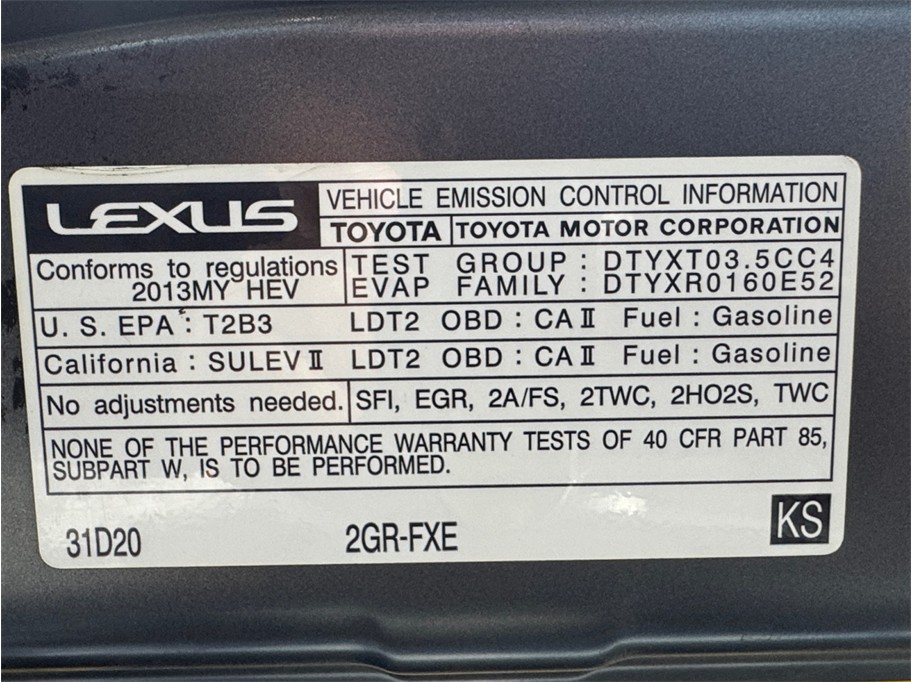 LEXUS
VEHICLE EMISSION CONTROL INFORMATION
TOYOTA TOYOTA MOTOR CORPORATION
Conforms to regulations
2013MY HEV
TEST GROUP : DTYXT03.5CC4
EVAP FAMILY : DTYXR0160E52
U. S. EPA : T2B3 LDT2 OBD : CA II Fuel : Gasoline
California : SULEV II LDT2 OBD : CA II Fuel : Gasoline
No adjustments needed. SFI, EGR, 2A/FS, 2TWC, 2HO2S, TWC
NONE OF THE PERFORMANCE WARRANTY TESTS OF 40 CFR PART 85,
SUBPART W, IS TO BE PERFORMED.
31D20 2GR-FXE KS